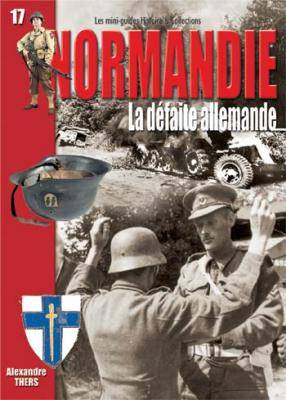 17
Les mini-guides Histoire & Collections
NORMANDIE
La défaite allemande
Alexandre
THERS